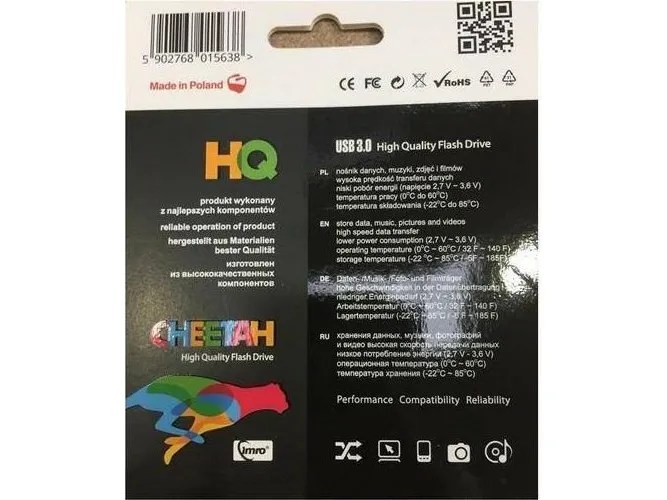 5 902768 015638 >
Made in Poland
CE FC RoHS
HQ
produkt wykonany
z najlepszych komponentów
reliable operation of product
hergestellt aus Materialien
bester Qualität
изготовлен
из высококачественных
компонентов
CHEETAH
High Quality Flash Drive
imro
USB 3.0 High Quality Flash Drive
PL nośnik danych, muzyki, zdjęć i filmów
wysoka prędkość transferu danych
niski pobór energii (napięcie 2,7 V ~ 3,6 V)
temperatura pracy (0°C do 60°C)
temperatura składowania (-22°C do 85°C)
EN store data, music, pictures and videos
high speed data transfer
lower power consumption (2,7 V ~ 3,6 V)
operating temperature (0°C ~ 60°C / 32 F ~ 140 F)
storage temperature (-22 °C ~ 85°C /-5F ~ 185F)
DE Daten- /Musik- /Foto- und Filmträger
hohe Geschwindigkeit in der Datenübertragung
niedriger Energiebedarf (2,7 V ~ 3,6 V)
Arbeitstemperatur (0°C ~ 60°C / 32 F ~ 140 F)
Lagertemperatur (-22°C ~ 85°C /-5 F ~ 185 F)
RU хранения данных, музыки, фотографий
и видео высокая скорость передачи данных
низкое потребление энергии (2,7 V - 3,6 V)
операционная температура (0°C ~ 60°C)
температура хранения (-22°C ~ 85°C)
Performance Compatibility Reliability